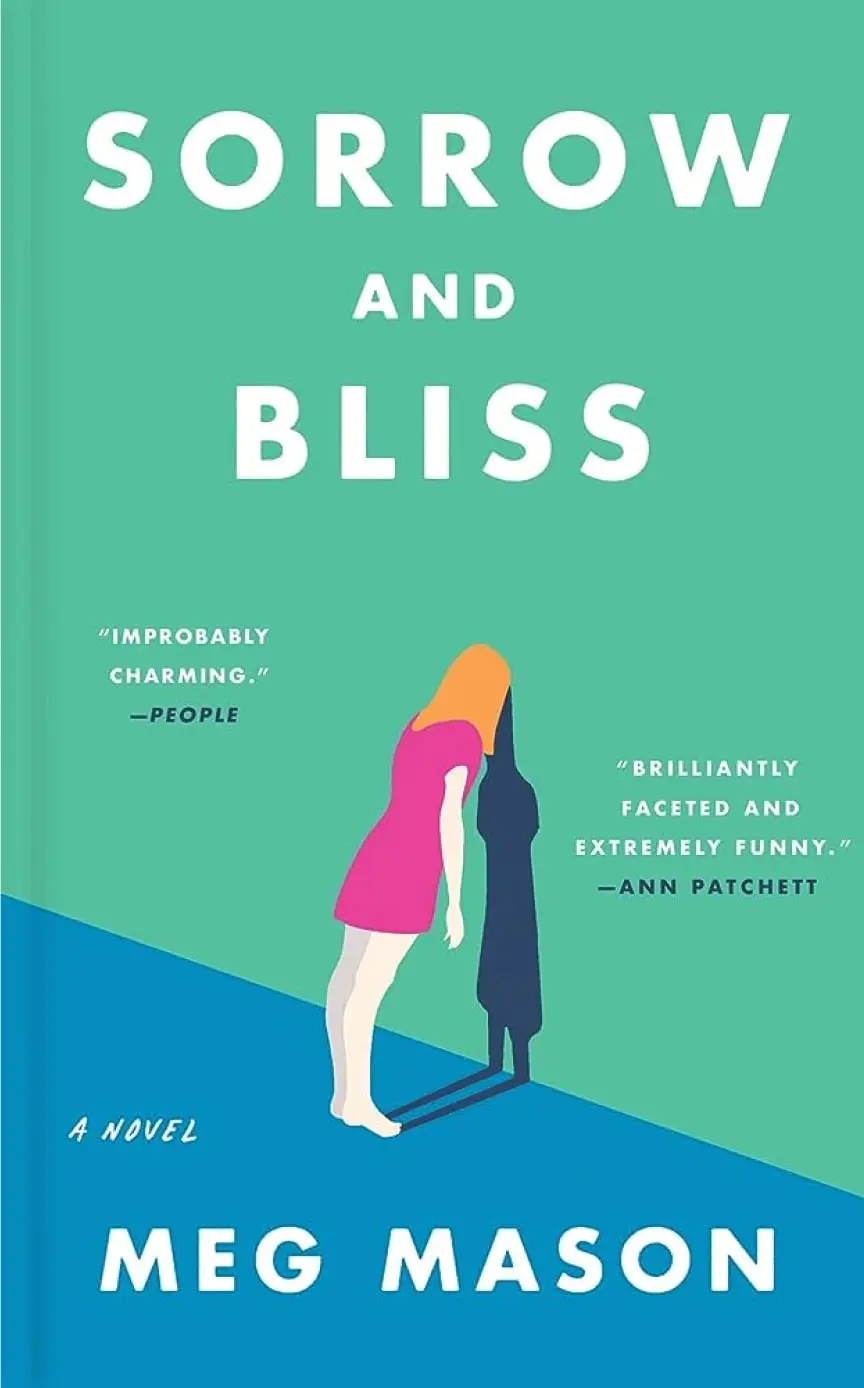 SORROW
AND
BLISS
“IMPROBABLY
CHARMING.”
—PEOPLE
“BRILLIANTLY
FACETED AND
EXTREMELY FUNNY.”
—ANN PATCHETT
A NOVEL
MEG MASON